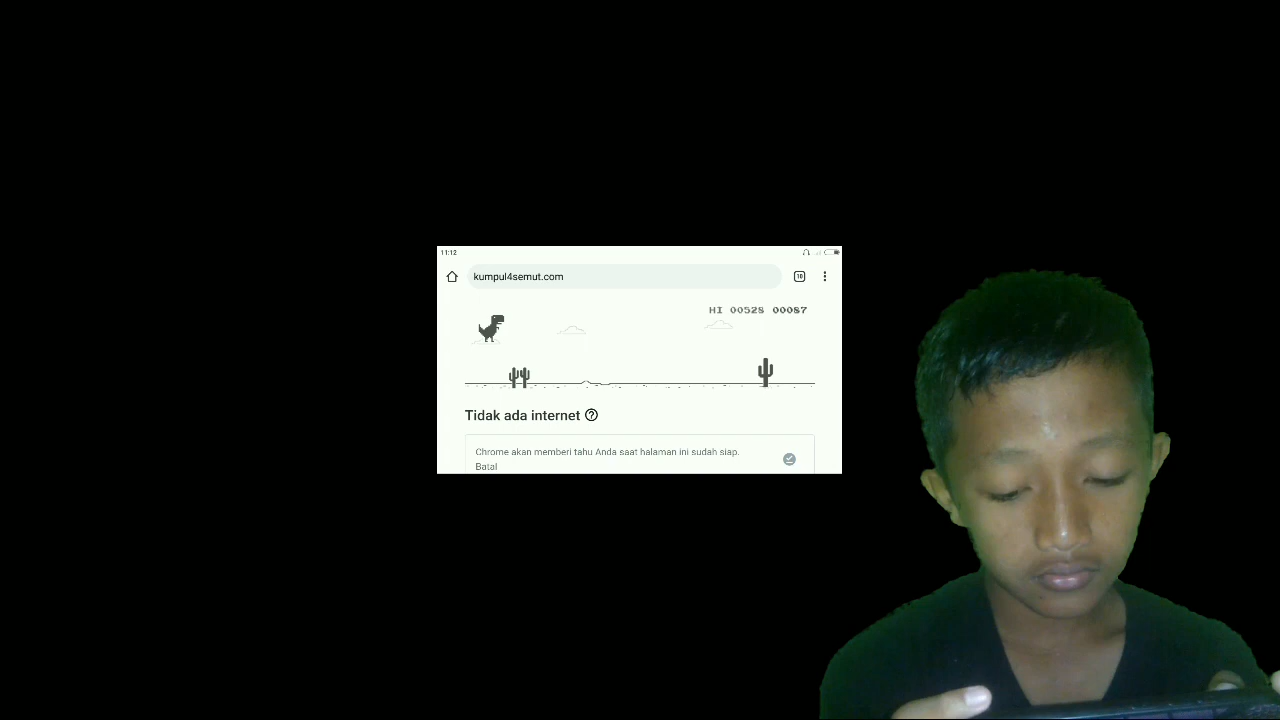 11:12
kumpul4semut.com
18
HI 00528 00087
Tidak ada internet
Chrome akan memberi tahu Anda saat halaman ini sudah siap.
Batal